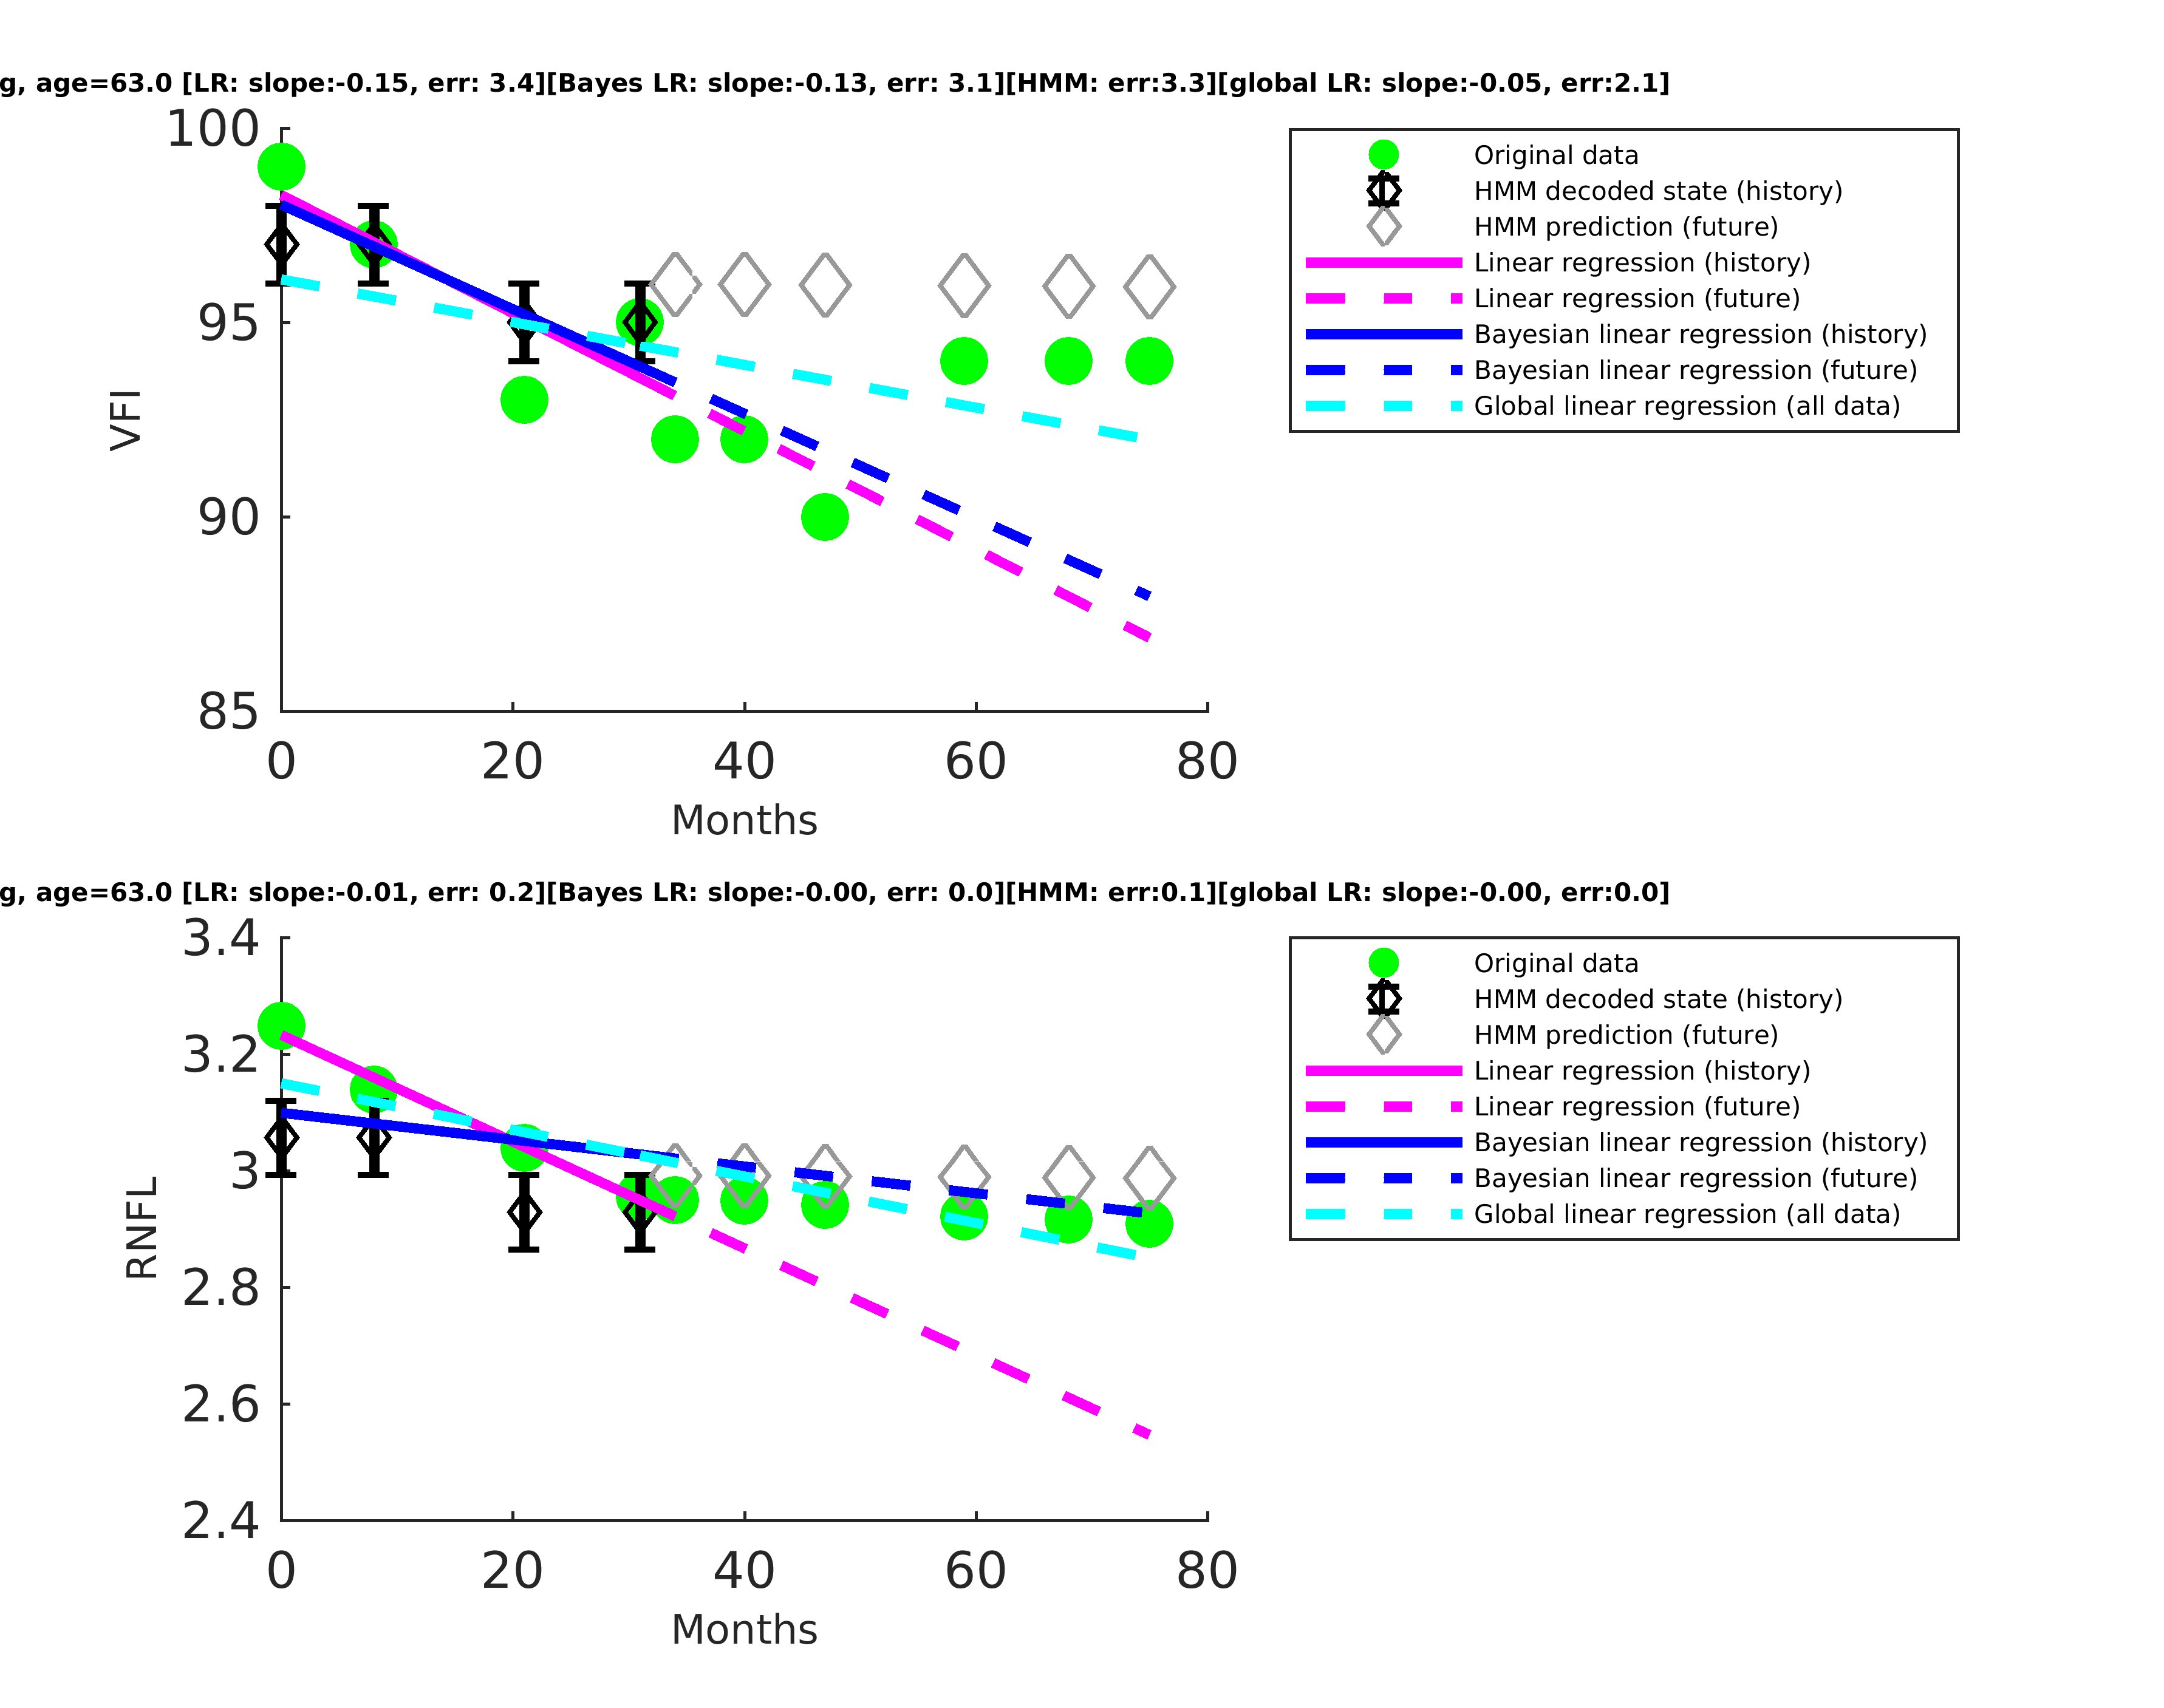 g, age=63.0 [LR: slope:-0.15, err: 3.4][Bayes LR: slope:-0.13, err: 3.1][HMM: err:3.3][global LR: slope:-0.05, err:2.1]
100
95
90
85
VFI
0 20 40 60 80
Months
Original data
HMM decoded state (history)
HMM prediction (future)
Linear regression (history)
Linear regression (future)
Bayesian linear regression (history)
Bayesian linear regression (future)
Global linear regression (all data)
g, age=63.0 [LR: slope:-0.01, err: 0.2][Bayes LR: slope:-0.00, err: 0.0][HMM: err:0.1][global LR: slope:-0.00, err:0.0]
3.4
3.2
3
2.8
2.6
2.4
RNFL
0 20 40 60 80
Months
Original data
HMM decoded state (history)
HMM prediction (future)
Linear regression (history)
Linear regression (future)
Bayesian linear regression (history)
Bayesian linear regression (future)
Global linear regression (all data)